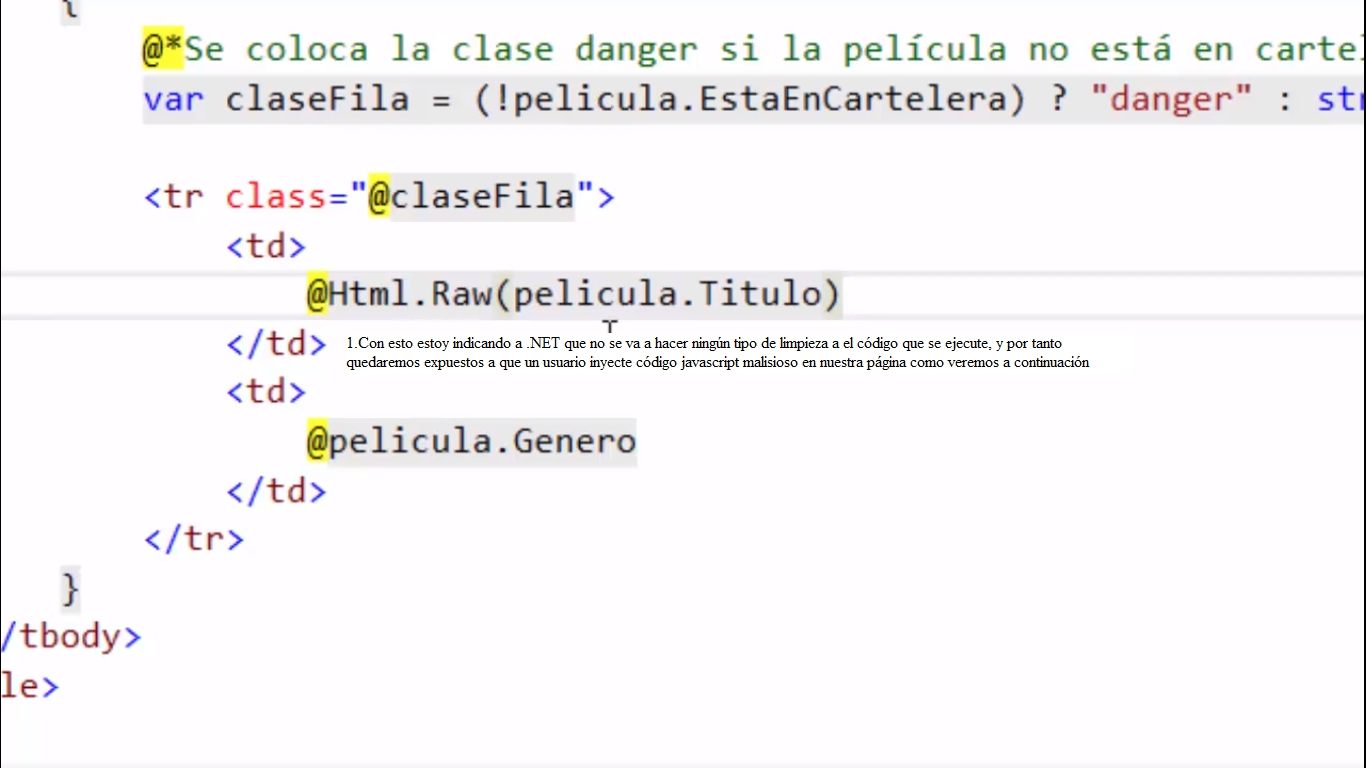 {
@*Se coloca la clase danger si la película no está en cartel
var claseFila = (!pelicula.EstaEnCartelera) ? "danger" : str
<tr class="@claseFila">
<td>
@Html.Raw(pelicula.Titulo)
</td>
1.Con esto estoy indicando a .NET que no se va a hacer ningún tipo de limpieza a el código que se ejecute, y por tanto
quedaremos expuestos a que un usuario inyecte código javascript malisioso en nuestra página como veremos a continuación
<td>
@pelicula.Genero
</td>
</tr>
}
/tbody>
le>